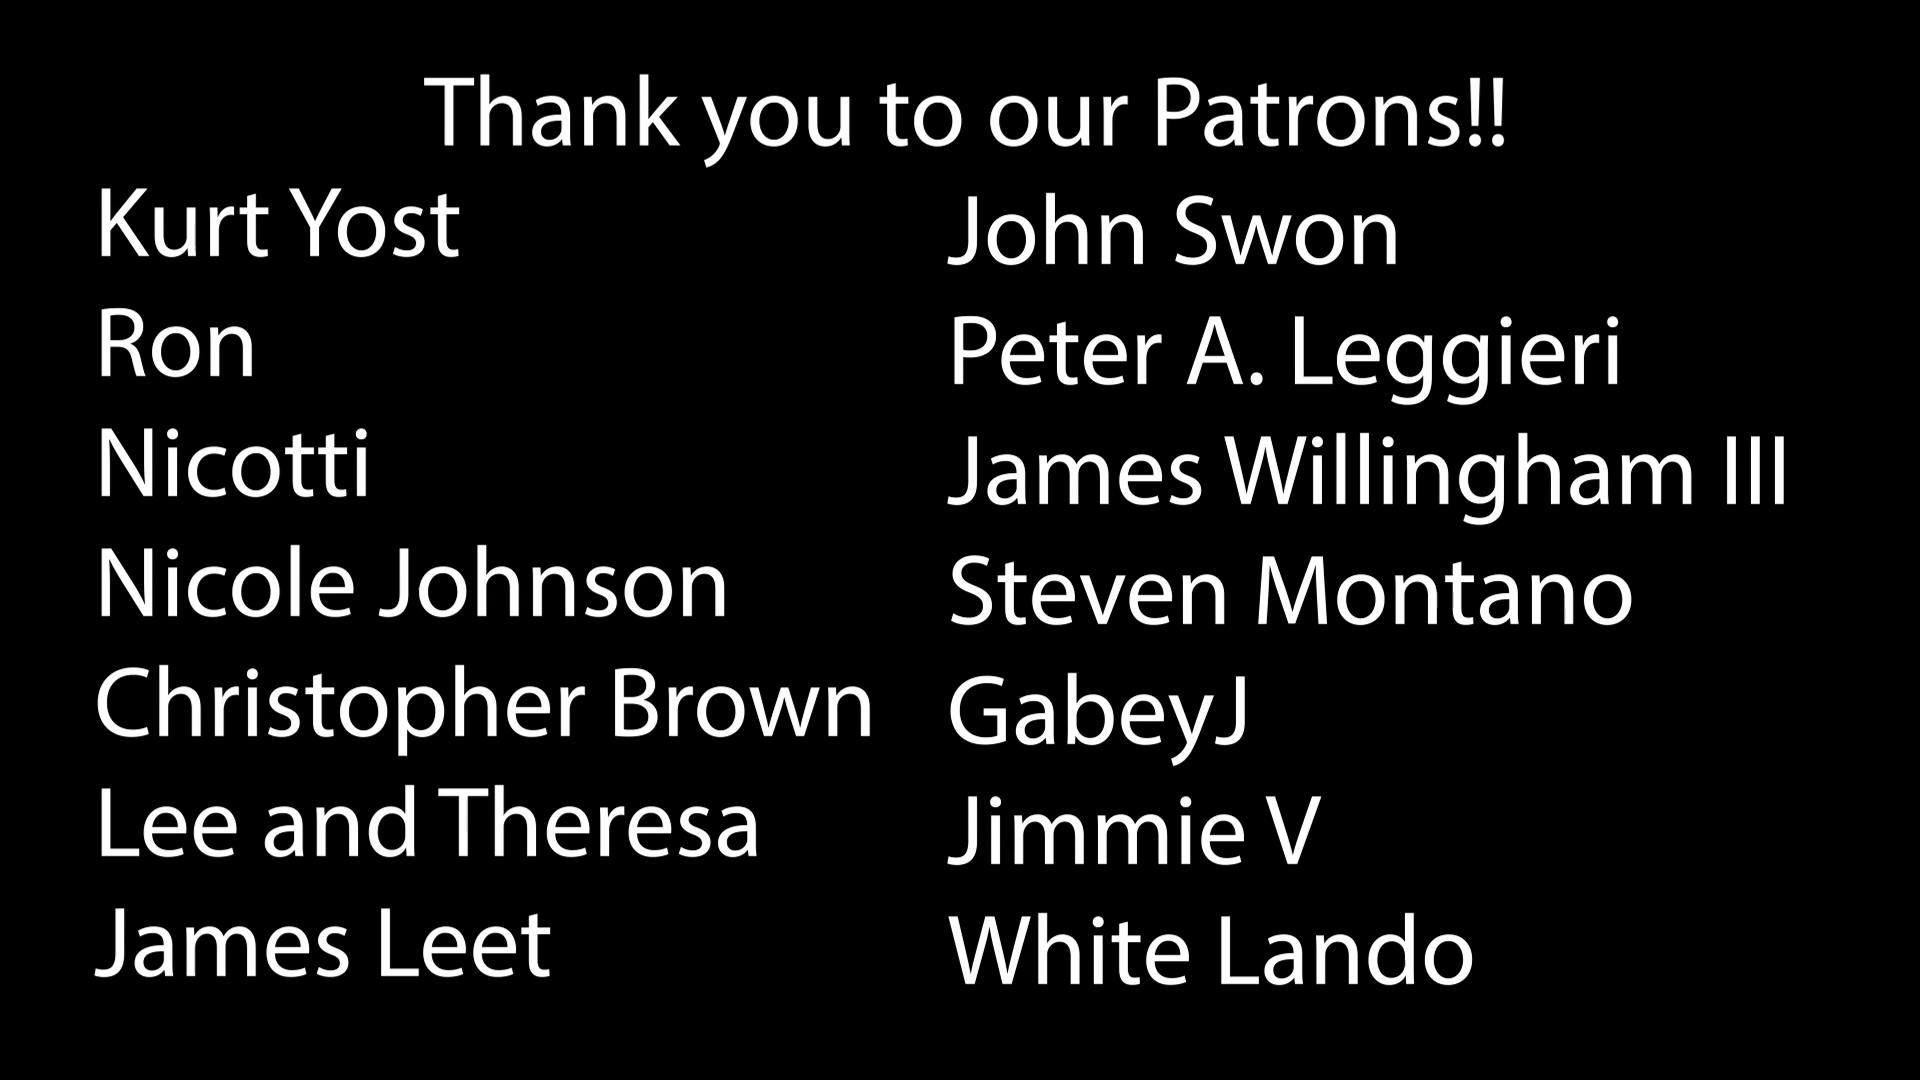 Thank you to our Patrons!!
Kurt Yost
Ron
Nicotti
Nicole Johnson
Christopher Brown
Lee and Theresa
James Leet
John Swon
Peter A. Leggieri
James Willingham III
Steven Montano
GabeyJ
Jimmie V
White Lando